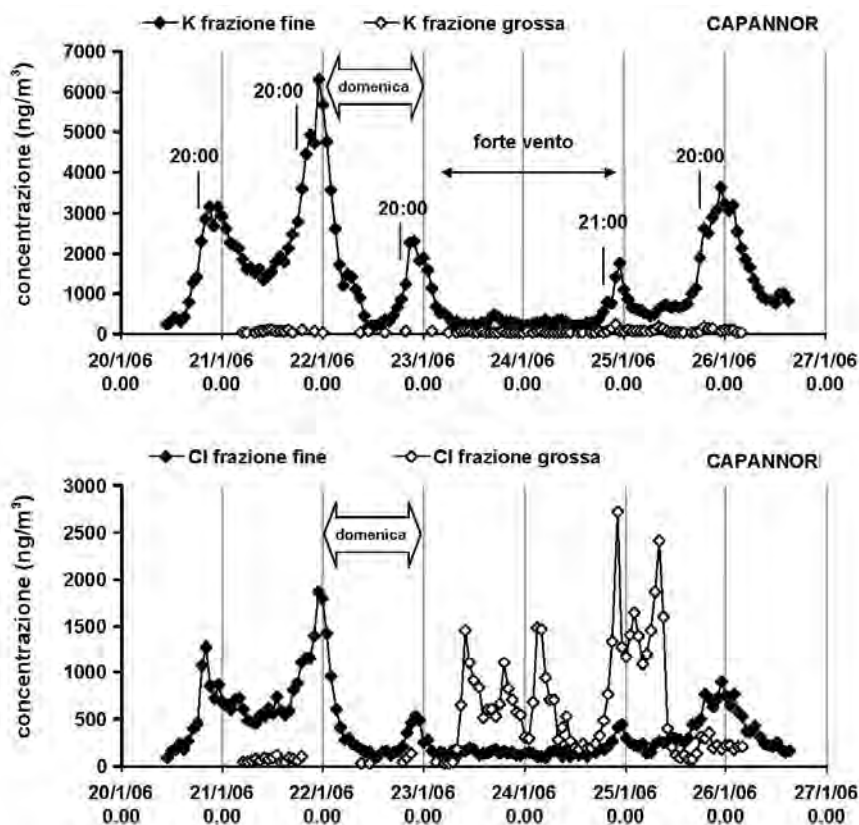 K frazione fine K frazione grossa CAPANNOR
concentrazione (ng/m³)
7000
6000
5000
4000
3000
2000
1000
0
20:00
20:00
domenica
20:00
forte vento
21:00
20:00
20/1/06 21/1/06 22/1/06 23/1/06 24/1/06 25/1/06 26/1/06 27/1/06
0.00 0.00 0.00 0.00 0.00 0.00 0.00 0.00
Cl frazione fine Cl frazione grossa CAPANNORI
concentrazione (ng/m³)
3000
2500
2000
1500
1000
500
0
domenica
20/1/06 21/1/06 22/1/06 23/1/06 24/1/06 25/1/06 26/1/06 27/1/06
0.00 0.00 0.00 0.00 0.00 0.00 0.00 0.00